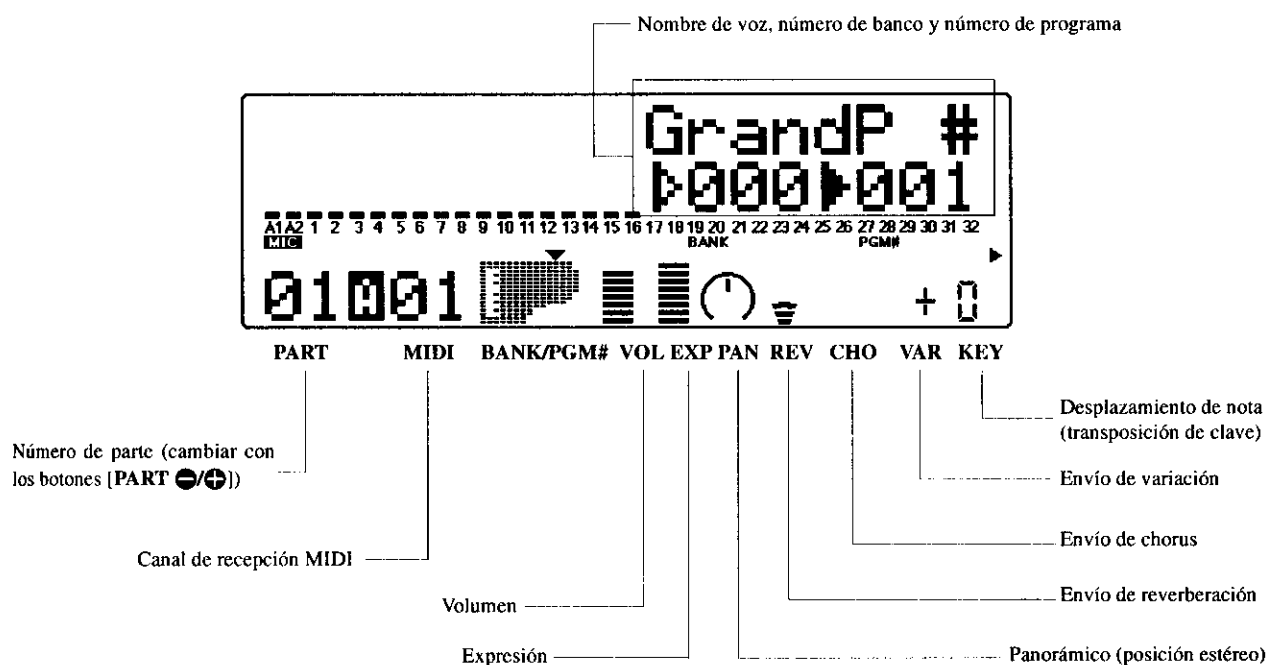 Nombre de voz, número de banco y número de programa
GrandP #
000 001
A1 A2 1 2 3 4 5 6 7 8 9 10 11 12 13 14 15 16 17 18 19 20 21 22 23 24 25 26 27 28 29 30 31 32
MIC BANK PGM#
01 A 01 + 0
PART MIDI BANK/PGM# VOL EXP PAN REV CHO VAR KEY
Desplazamiento de nota
(transposición de clave)
Número de parte (cambiar con
los botones [PART −/+])
Envío de variación
Envío de chorus
Canal de recepción MIDI
Envío de reverberación
Volumen
Expresión
Panorámico (posición estéreo)